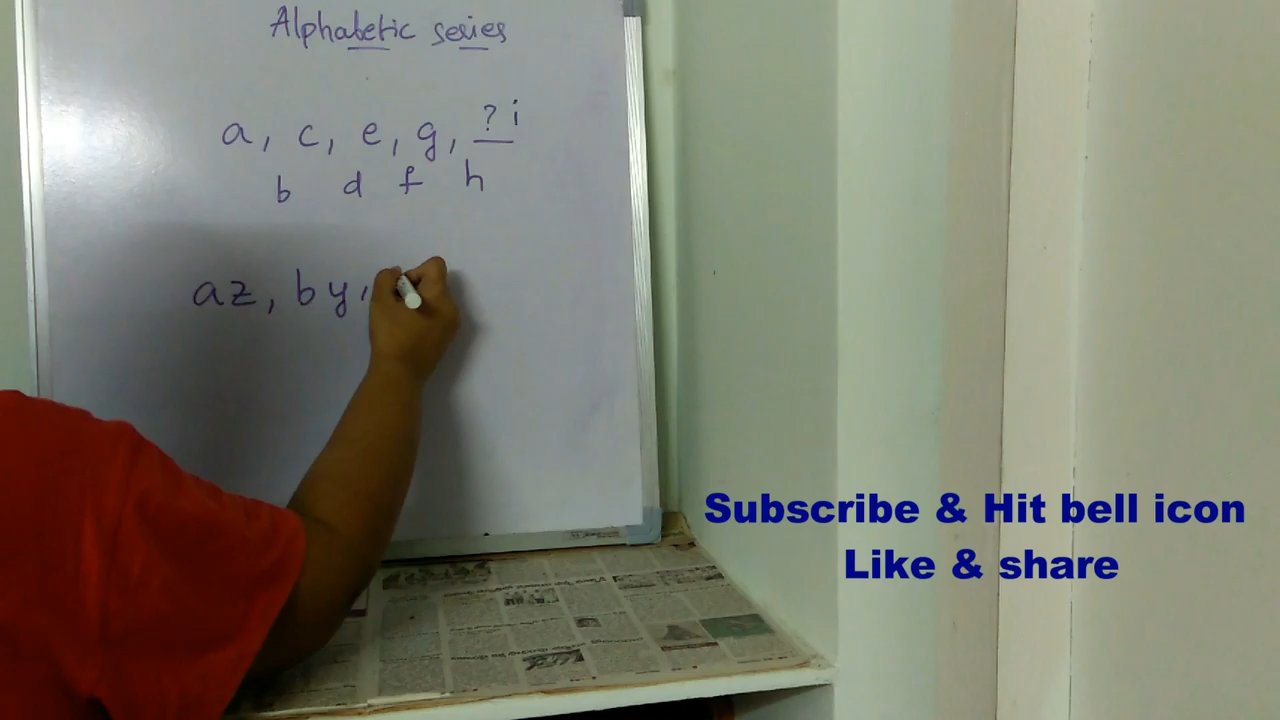 Alphabetic series
a, c, e, g, ? i
b d f h
az, by,
Subscribe & Hit bell icon
Like & share